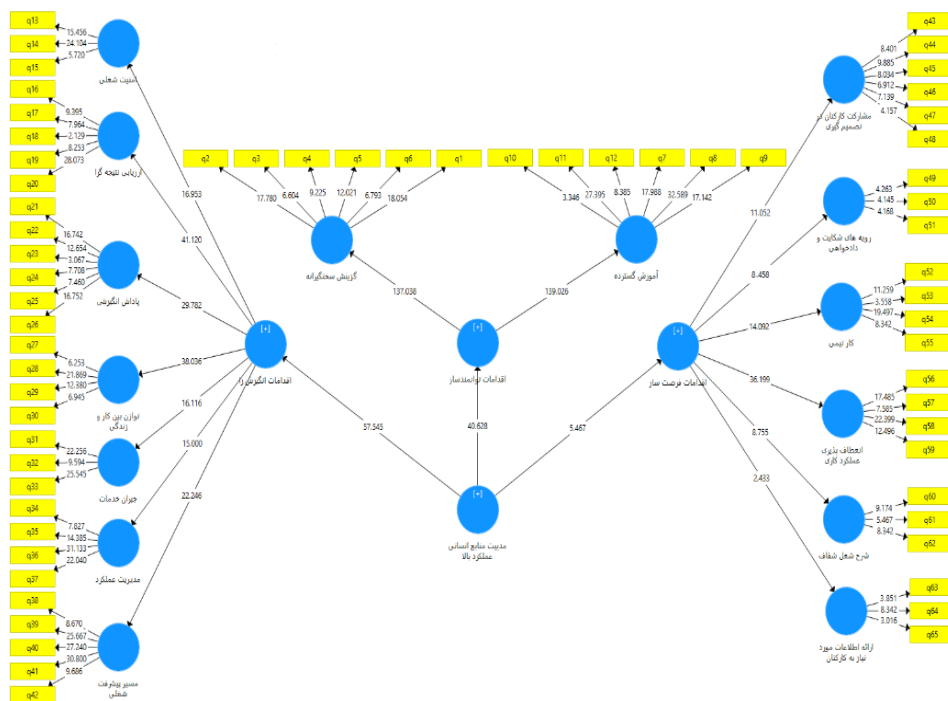 q13
15.456
q14
24.104
q15
5.720
امنیت شغلی
q16
9.395
q17
7.964
q18
2.129
q19
8.253
q20
28.073
ارزیابی نتیجه گرا
q21
16.742
q22
12.654
q23
3.067
q24
7.708
q25
7.460
q26
16.752
پاداش انگیزشی
q27
6.253
q28
21.869
q29
12.380
q30
6.945
توازن بین کار و
زندگی
q31
22.256
q32
9.594
q33
25.545
جبران خدمات
q34
7.827
q35
14.385
q36
31.133
q37
22.040
مدیریت عملکرد
q38
8.670
q39
25.667
q40
27.240
q41
30.800
q42
9.686
مسیر پیشرفت
شغلی
16.953
41.120
29.782
38.036
16.116
15.000
22.246
[+]
اقدامات انگیزش زا
q2
q3
q4
q5
q6
q1
17.780
6.604
9.225
12.021
6.793
18.054
گزینش سختگیرانه
q10
q11
q12
q7
q8
q9
3.346
27.395
8.385
17.988
32.589
17.142
آموزش گسترده
137.038
139.026
[+]
اقدامات توانمندساز
57.545
40.628
5.467
[+]
مدیریت منابع انسانی
عملکرد بالا
[+]
اقدامات فرصت ساز
11.052
8.458
14.092
36.199
8.755
2.433
q43
8.401
q44
9.885
q45
8.034
q46
6.912
q47
7.139
q48
4.157
مشارکت کارکنان در
تصمیم گیری
q49
4.263
q50
4.145
q51
4.168
رویه های شکایت و
دادخواهی
q52
11.259
q53
3.558
q54
19.497
q55
8.342
کار تیمی
q56
17.485
q57
7.585
q58
22.399
q59
12.496
انعطاف پذیری
عملکرد کاری
q60
9.174
q61
5.467
q62
8.342
شرح شغل شفاف
q63
3.851
q64
8.342
q65
3.016
ارائه اطلاعات مورد
نیاز به کارکنان